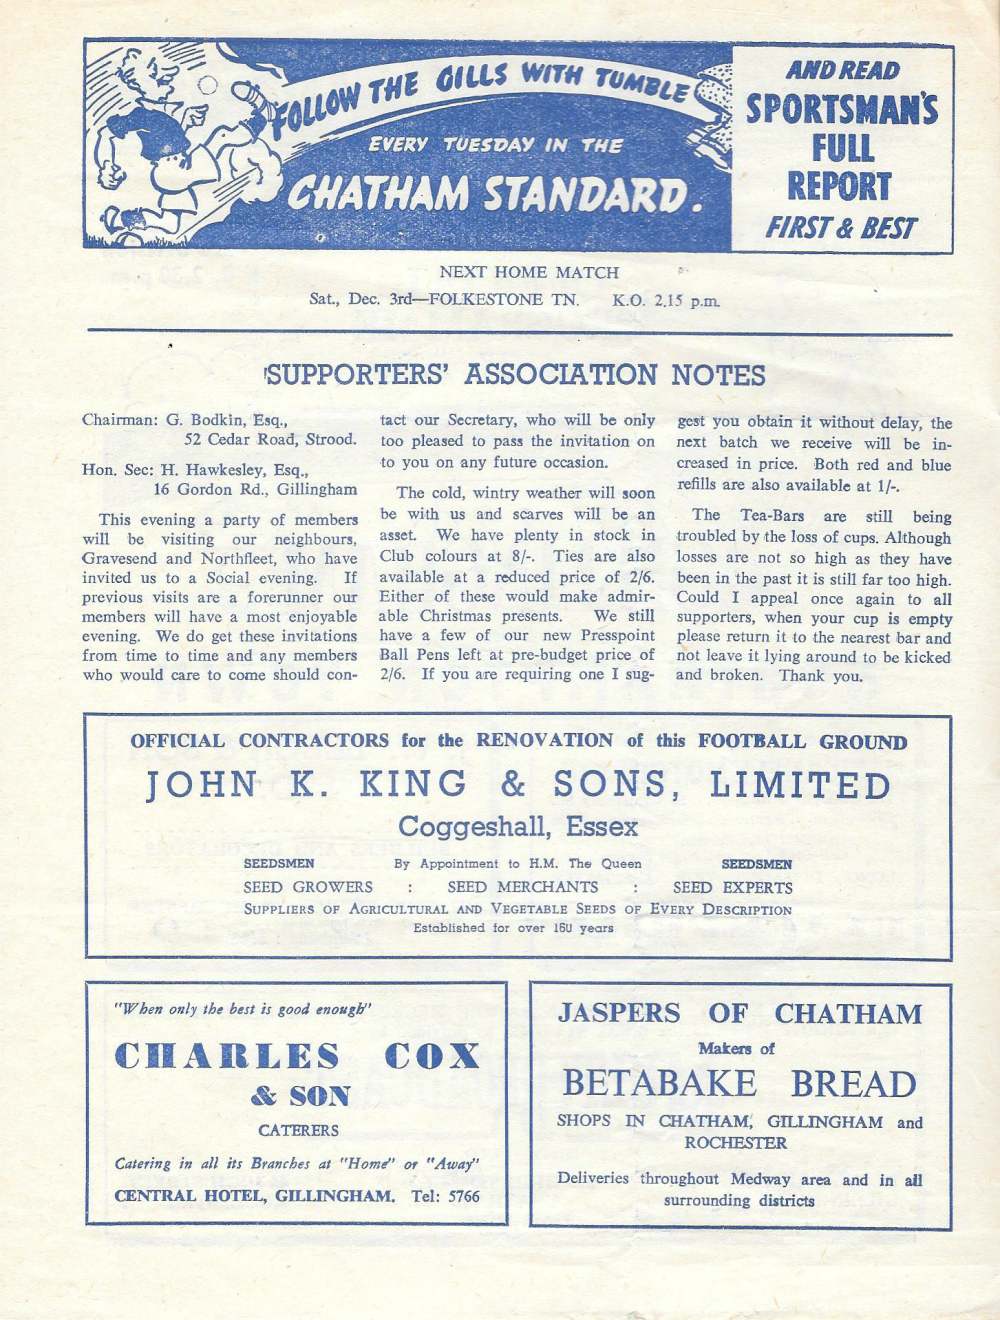 FOLLOW THE GILLS WITH TUMBLE
EVERY TUESDAY IN THE
CHATHAM STANDARD.
AND READ
SPORTSMAN'S
FULL
REPORT
FIRST & BEST
NEXT HOME MATCH
Sat., Dec. 3rd—FOLKESTONE TN. K.O. 2.15 p.m.
SUPPORTERS' ASSOCIATION NOTES
Chairman: G. Bodkin, Esq.,
52 Cedar Road, Strood.
Hon. Sec: H. Hawkesley, Esq.,
16 Gordon Rd., Gillingham
This evening a party of members
will be visiting our neighbours,
Gravesend and Northfleet, who have
invited us to a Social evening. If
previous visits are a forerunner our
members will have a most enjoyable
evening. We do get these invitations
from time to time and any members
who would care to come should con-
tact our Secretary, who will be only
too pleased to pass the invitation on
to you on any future occasion.
The cold, wintry weather will soon
be with us and scarves will be an
asset. We have plenty in stock in
Club colours at 8/-. Ties are also
available at a reduced price of 2/6.
Either of these would make admir-
able Christmas presents. We still
have a few of our new Presspoint
Ball Pens left at pre-budget price of
2/6. If you are requiring one I sug-
gest you obtain it without delay, the
next batch we receive will be in-
creased in price. Both red and blue
refills are also available at 1/-.
The Tea-Bars are still being
troubled by the loss of cups. Although
losses are not so high as they have
been in the past it is still far too high.
Could I appeal once again to all
supporters, when your cup is empty
please return it to the nearest bar and
not leave it lying around to be kicked
and broken. Thank you.
OFFICIAL CONTRACTORS for the RENOVATION of this FOOTBALL GROUND
JOHN K. KING & SONS, LIMITED
Coggeshall, Essex
SEEDSMEN By Appointment to H.M. The Queen SEEDSMEN
SEED GROWERS : SEED MERCHANTS : SEED EXPERTS
SUPPLIERS OF AGRICULTURAL AND VEGETABLE SEEDS OF EVERY DESCRIPTION
Established for over 160 years
"When only the best is good enough"
CHARLES COX
& SON
CATERERS
Catering in all its Branches at "Home" or "Away"
CENTRAL HOTEL, GILLINGHAM. Tel: 5766
JASPERS OF CHATHAM
Makers of
BETABAKE BREAD
SHOPS IN CHATHAM, GILLINGHAM and
ROCHESTER
Deliveries throughout Medway area and in all
surrounding districts